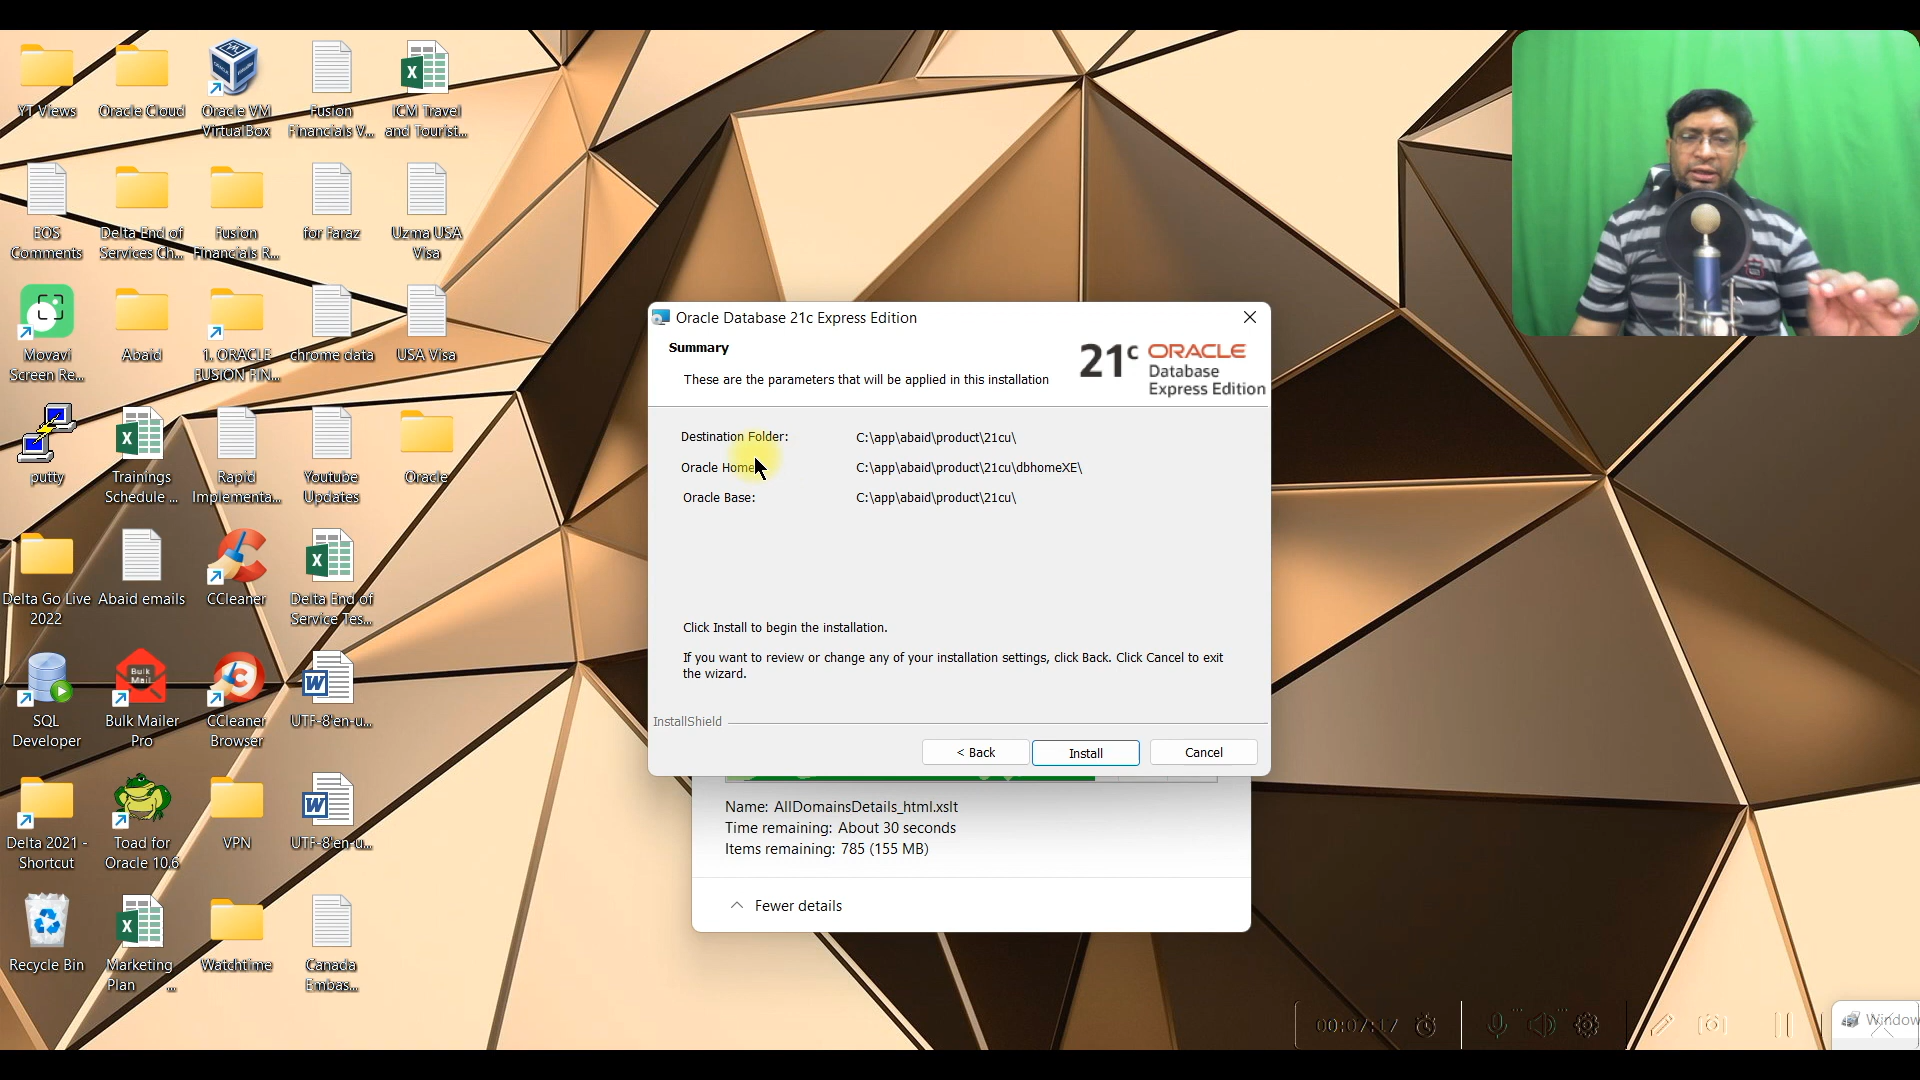 YT Views
Oracle Cloud
Oracle VM
VirtualBox
Fusion
Financials V...
ICM Travel
and Tourist...
EOS
Comments
Delta End of
Services Ch...
Fusion
Financials R...
for Faraz
Uzma USA
Visa
Movavi
Screen Re...
Abaid
1. ORACLE
FUSION FIN...
chrome data
USA Visa
putty
Trainings
Schedule ...
Rapid
Implementa...
Youtube
Updates
Oracle
Delta Go Live
2022
Abaid emails
CCleaner
Delta End of
Service Tes...
SQL
Developer
Bulk
Mail
Bulk Mailer
Pro
CCleaner
Browser
UTF-8'en-u...
Delta 2021 -
Shortcut
Toad for
Oracle 10.6
VPN
UTF-8'en-u...
Recycle Bin
Marketing
Plan ...
Watchtime
Canada
Embas...
Oracle Database 21c Express Edition
Summary
These are the parameters that will be applied in this installation
21c ORACLE
Database
Express Edition
Destination Folder: C:\app\abaid\product\21cu\
Oracle Home: C:\app\abaid\product\21cu\dbhomeXE\
Oracle Base: C:\app\abaid\product\21cu\
Click Install to begin the installation.
If you want to review or change any of your installation settings, click Back. Click Cancel to exit
the wizard.
InstallShield
< Back
Install
Cancel
Name: AllDomainsDetails_html.xslt
Time remaining: About 30 seconds
Items remaining: 785 (155 MB)
Fewer details
00:07:17
Window